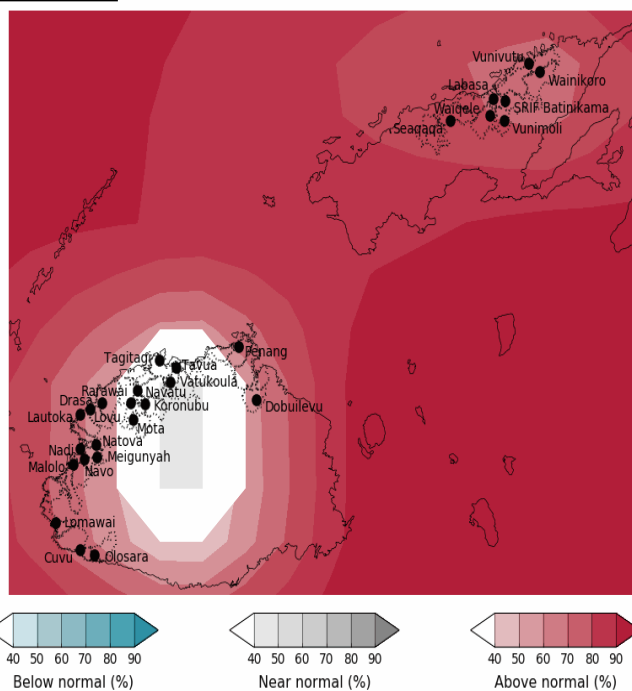 Vunivutu
Wainikoro
Labasa
SRIF Batinikama
Waiqele
Seaqaqa
Vunimoli
Penang
Tagitagi
Tavua
Vatukoula
Rarawai
Navatu
Drasa
Koronubu
Dobuilevu
Lautoka
Lovu
Mota
Natova
Nadi
Meigunyah
Malolo
Navo
Lomawai
Cuvu
Olosara
40 50 60 70 80 90
40 50 60 70 80 90
40 50 60 70 80 90
Below normal (%)
Near normal (%)
Above normal (%)